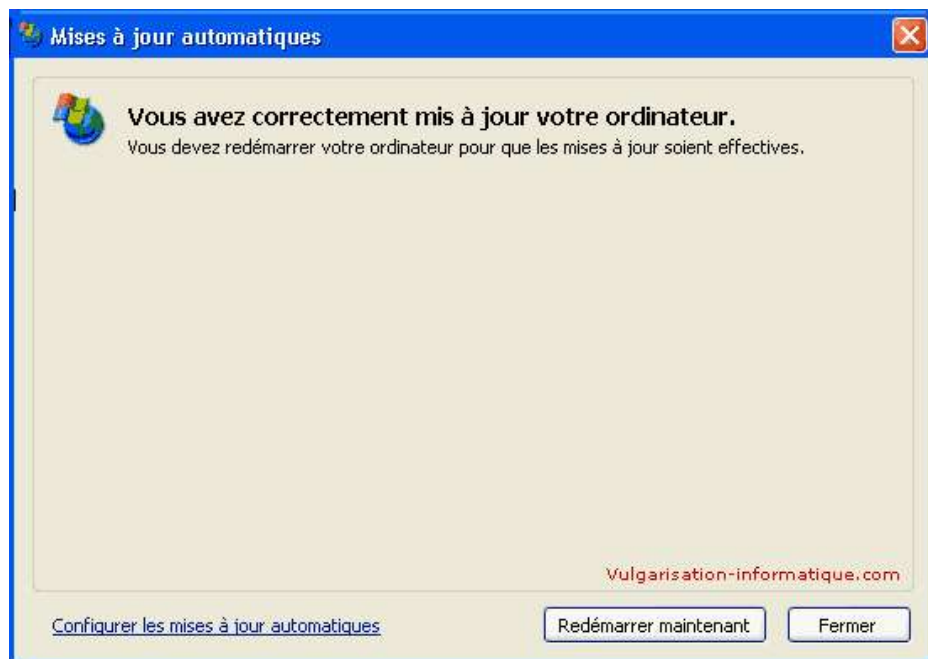 Mises à jour automatiques
Vous avez correctement mis à jour votre ordinateur.
Vous devez redémarrer votre ordinateur pour que les mises à jour soient effectives.
Vulgarisation-informatique.com
Configurer les mises à jour automatiques
Redémarrer maintenant
Fermer